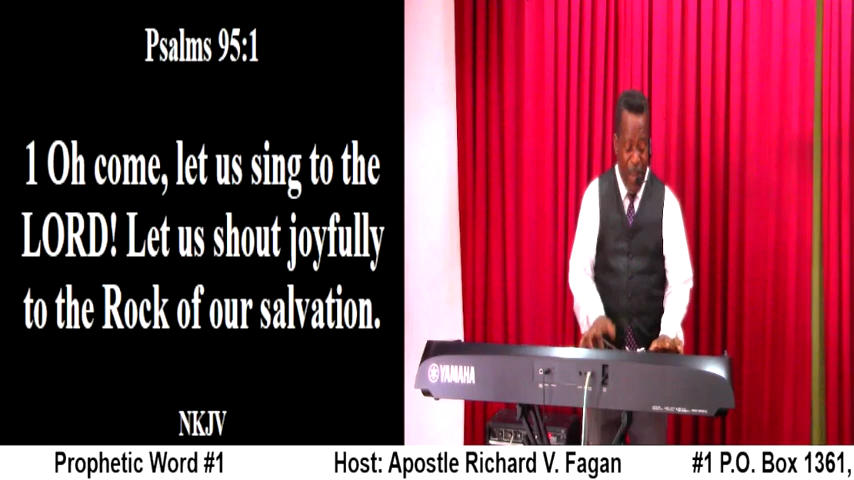 Psalms 95:1
1 Oh come, let us sing to the
LORD! Let us shout joyfully
to the Rock of our salvation.
NKJV
YAMAHA
Prophetic Word #1 Host: Apostle Richard V. Fagan #1 P.O. Box 1361,